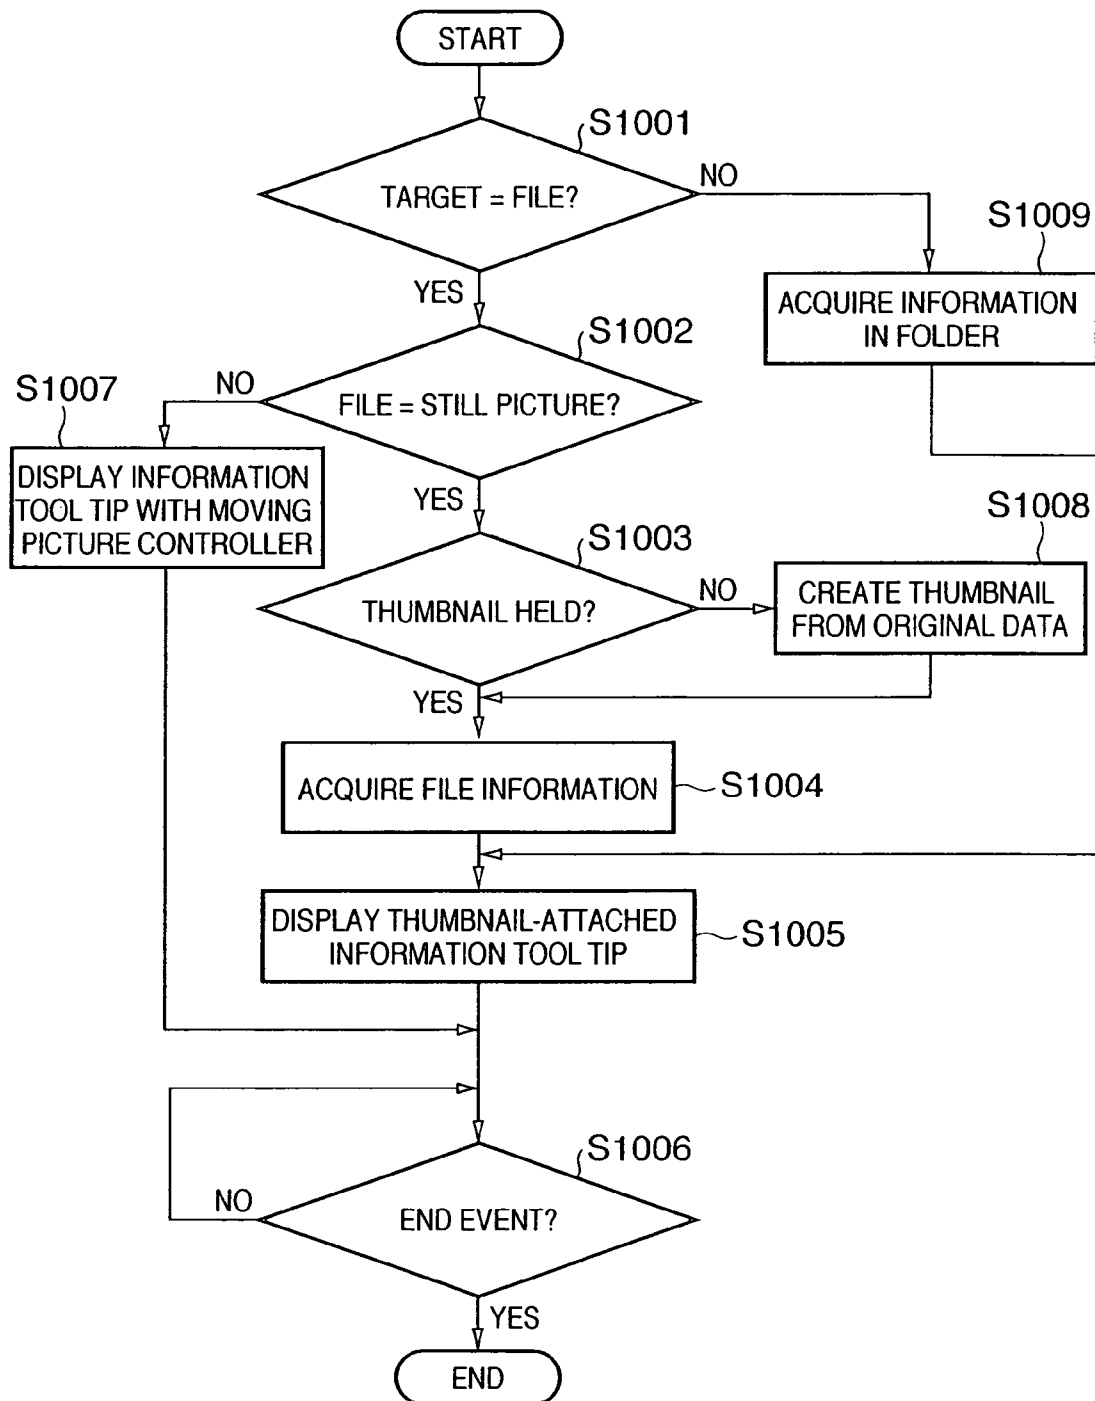 START
S1001
TARGET = FILE?
NO
YES
S1009
ACQUIRE INFORMATION
IN FOLDER
S1002
FILE = STILL PICTURE?
NO
YES
S1007
DISPLAY INFORMATION
TOOL TIP WITH MOVING
PICTURE CONTROLLER
S1003
THUMBNAIL HELD?
NO
YES
S1008
CREATE THUMBNAIL
FROM ORIGINAL DATA
ACQUIRE FILE INFORMATION
S1004
DISPLAY THUMBNAIL-ATTACHED
INFORMATION TOOL TIP
S1005
S1006
END EVENT?
NO
YES
END